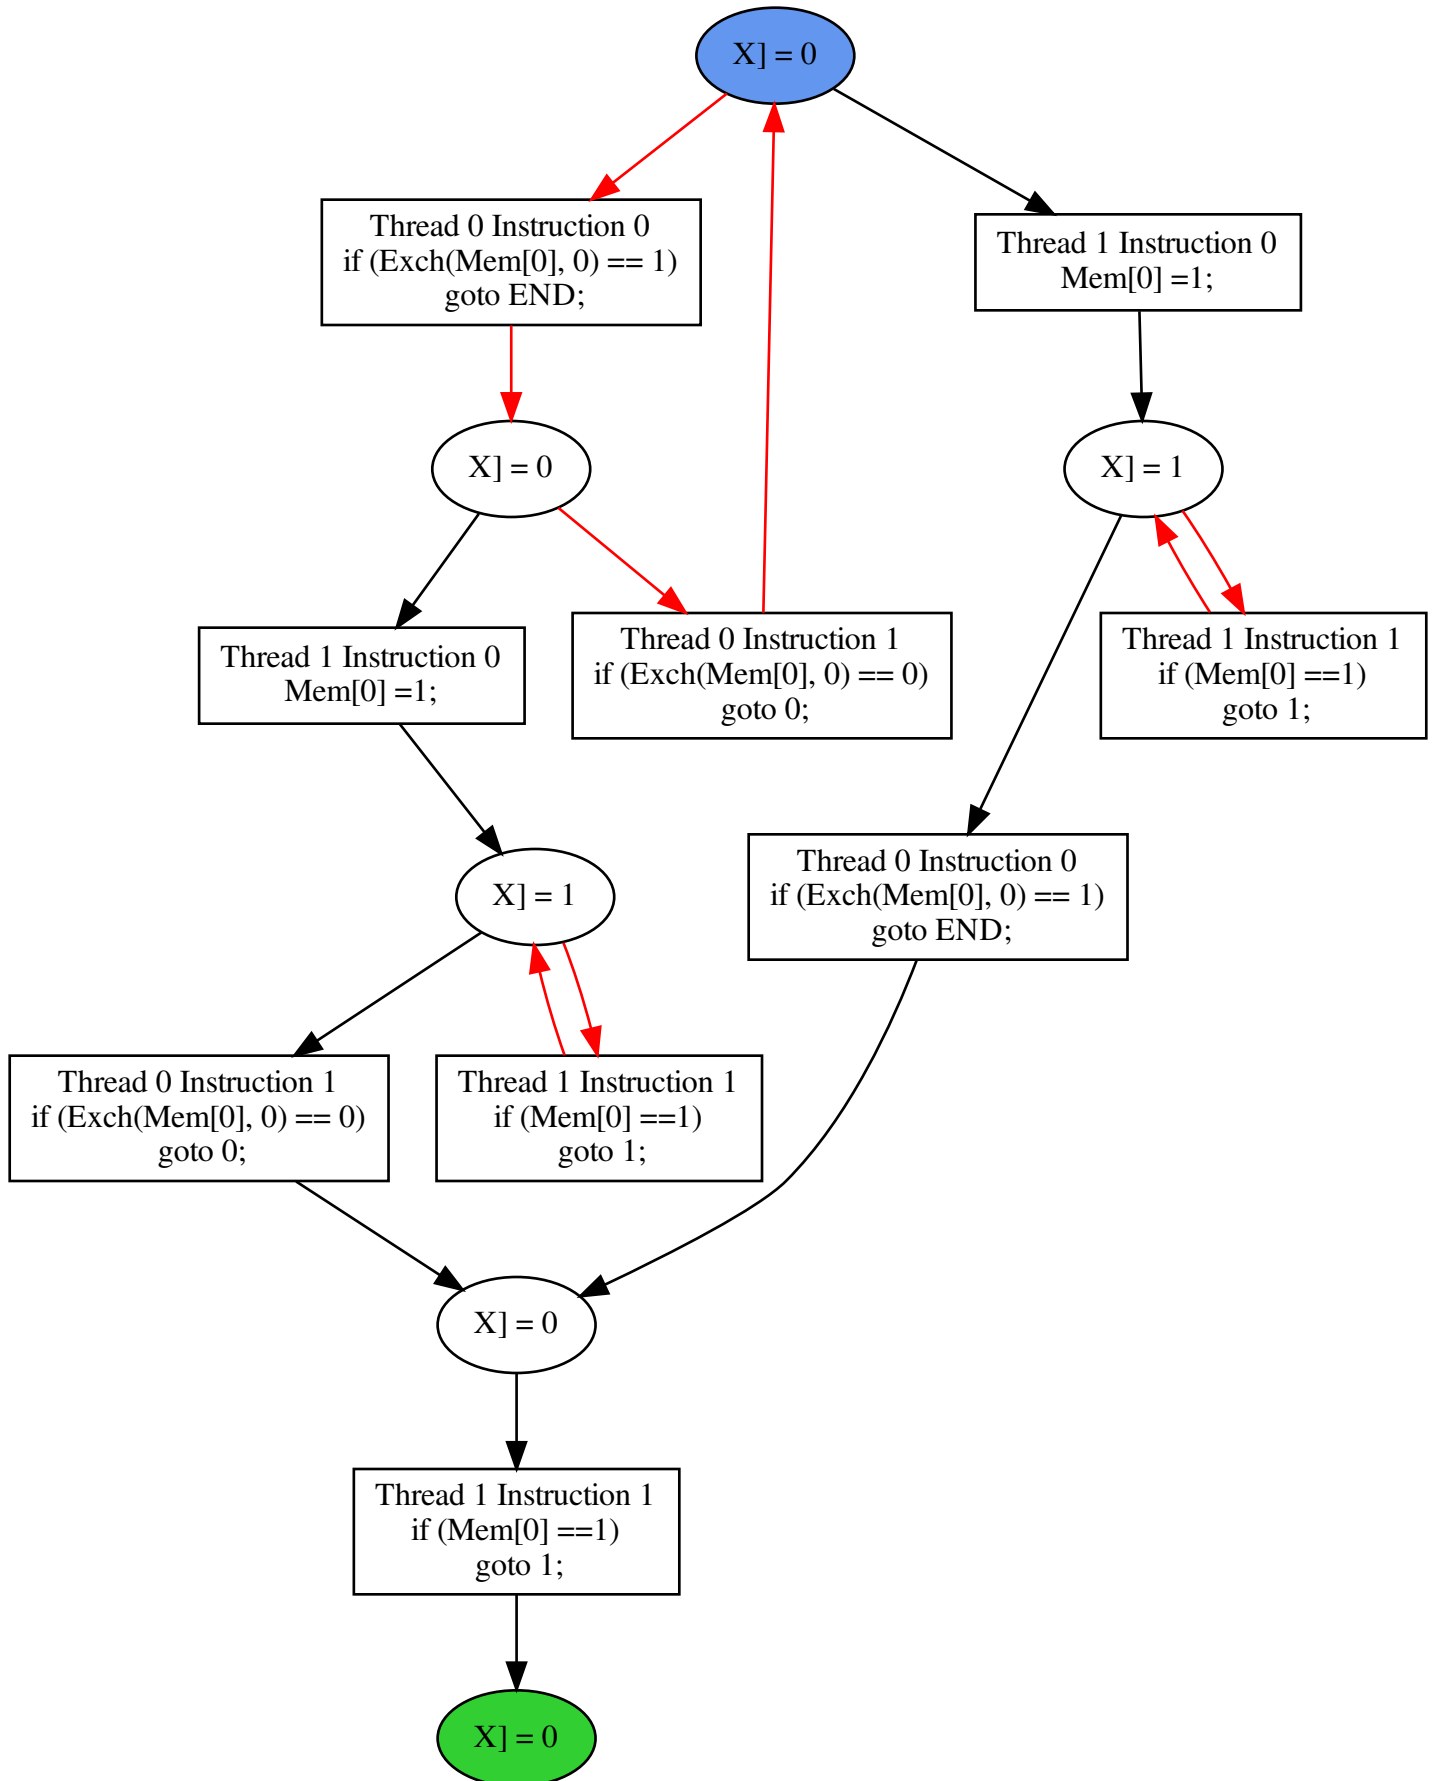 X] = 0
Thread 0 Instruction 0
if (Exch(Mem[0], 0) == 1)
goto END;
Thread 1 Instruction 0
Mem[0] =1;
X] = 0
X] = 1
Thread 1 Instruction 0
Mem[0] =1;
Thread 0 Instruction 1
if (Exch(Mem[0], 0) == 0)
goto 0;
Thread 1 Instruction 1
if (Mem[0] ==1)
goto 1;
X] = 1
Thread 0 Instruction 0
if (Exch(Mem[0], 0) == 1)
goto END;
Thread 0 Instruction 1
if (Exch(Mem[0], 0) == 0)
goto 0;
Thread 1 Instruction 1
if (Mem[0] ==1)
goto 1;
X] = 0
Thread 1 Instruction 1
if (Mem[0] ==1)
goto 1;
X] = 0